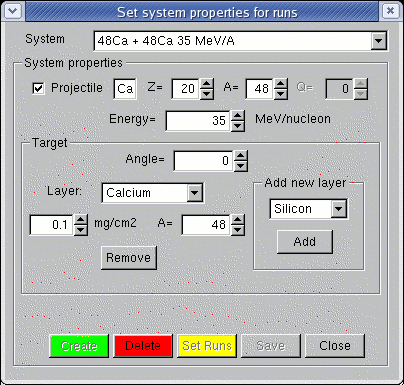 Set system properties for runs
System 48Ca + 48Ca 35 MeV/A
System properties
Projectile Ca Z= 20 A= 48 Q= 0
Energy= 35 MeV/nucleon
Target
Angle= 0
Layer: Calcium
Add new layer
Silicon
0.1 mg/cm2 A= 48
Add
Remove
Create Delete Set Runs Save Close